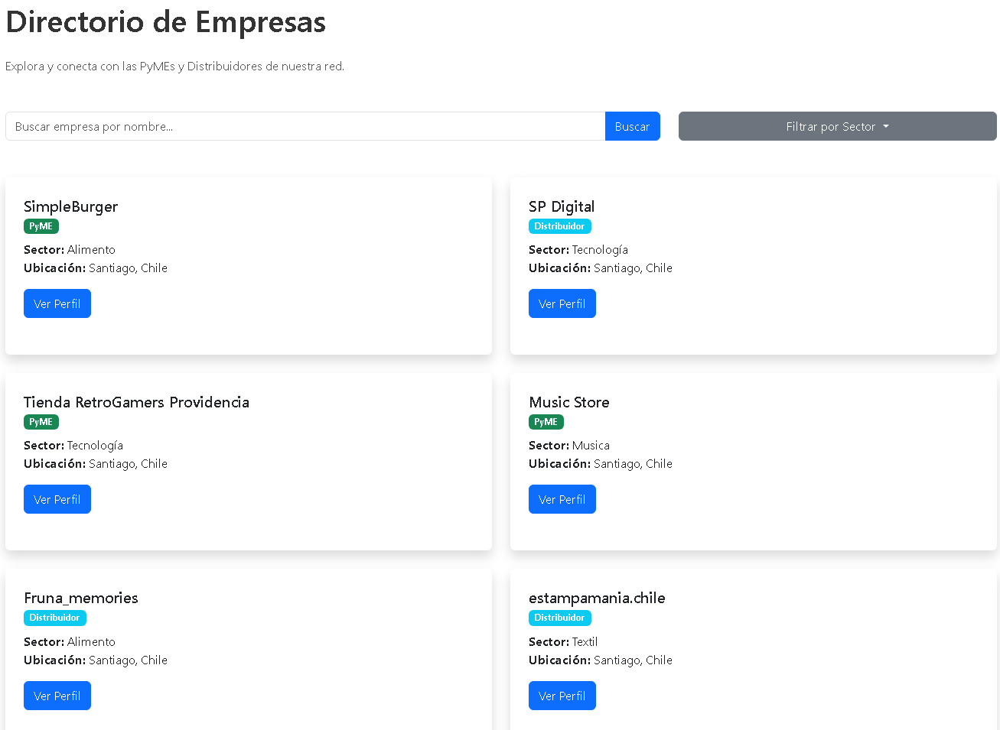 Directorio de Empresas
Explora y conecta con las PyMEs y Distribuidores de nuestra red.
Buscar empresa por nombre...
Buscar
Filtrar por Sector
SimpleBurger
PyME
Sector: Alimento
Ubicación: Santiago, Chile
Ver Perfil
SP Digital
Distribuidor
Sector: Tecnología
Ubicación: Santiago, Chile
Ver Perfil
Tienda RetroGamers Providencia
PyME
Sector: Tecnología
Ubicación: Santiago, Chile
Ver Perfil
Music Store
PyME
Sector: Musica
Ubicación: Santiago, Chile
Ver Perfil
Fruna_memories
Distribuidor
Sector: Alimento
Ubicación: Santiago, Chile
Ver Perfil
estampamania.chile
Distribuidor
Sector: Textil
Ubicación: Santiago, Chile
Ver Perfil